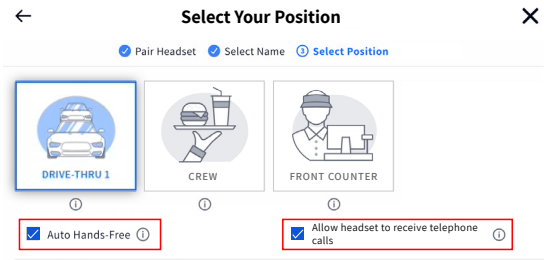 Select Your Position
Pair Headset Select Name 3 Select Position
DRIVE-THRU 1 CREW FRONT COUNTER
Auto Hands-Free Allow headset to receive telephone
calls